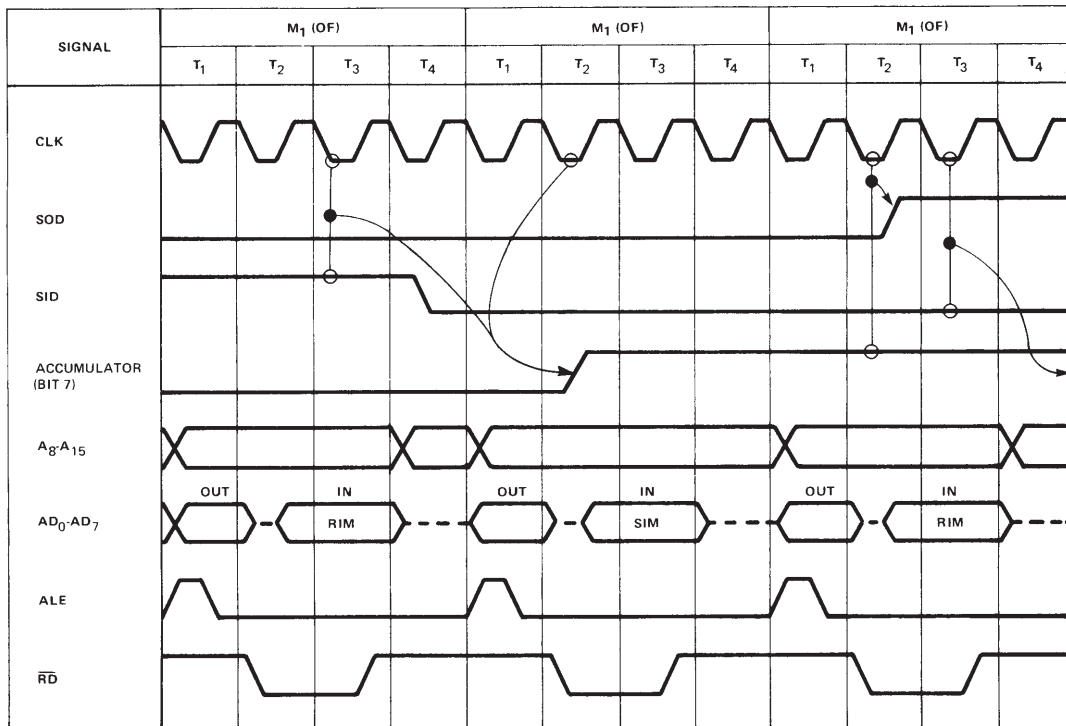 SIGNAL
M1 (OF)
M1 (OF)
M1 (OF)
T1 T2 T3 T4 T1 T2 T3 T4 T1 T2 T3 T4
CLK
SOD
SID
ACCUMULATOR
(BIT 7)
A8-A15
OUT IN OUT IN OUT IN
AD0-AD7
RIM
SIM
RIM
ALE
R̅D̅